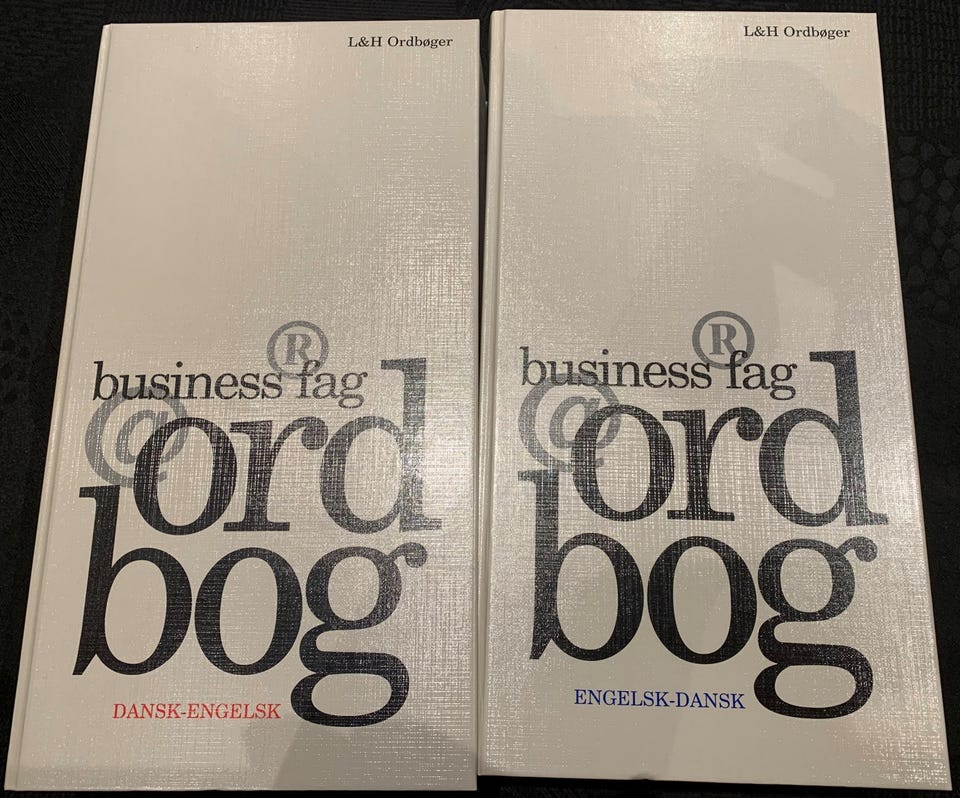 L&H Ordbøger
®
business fag
@
ord
bog
DANSK-ENGELSK
L&H Ordbøger
®
business fag
@
ord
bog
ENGELSK-DANSK